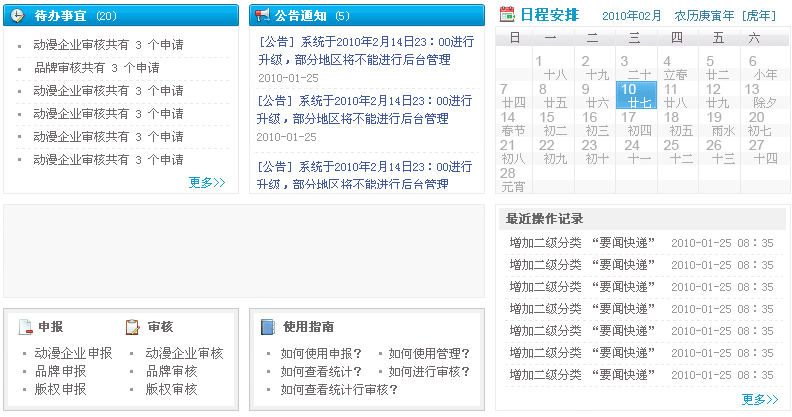 待办事宜 (20)
动漫企业审核共有 3 个申请
品牌审核共有 3 个申请
动漫企业审核共有 3 个申请
动漫企业审核共有 3 个申请
动漫企业审核共有 3 个申请
动漫企业审核共有 3 个申请
更多>>
公告通知 (5)
[公告] 系统于2010年2月14日23:00进行
升级，部分地区将不能进行后台管理
2010-01-25
[公告] 系统于2010年2月14日23:00进行
升级，部分地区将不能进行后台管理
2010-01-25
[公告] 系统于2010年2月14日23:00进行
升级，部分地区将不能进行后台管理
日程安排 2010年02月 农历庚寅年 [虎年]
日 一 二 三 四 五 六
1 2 3 4 5 6
十八 十九 二十 立春 廿二 小年
7 8 9 10 11 12 13
廿四 廿五 廿六 廿七 廿八 廿九 除夕
14 15 16 17 18 19 20
春节 初二 初三 初四 初五 雨水 初七
21 22 23 24 25 26 27
初八 初九 初十 十一 十二 十三 十四
28
元宵
最近操作记录
增加二级分类 “要闻快递” 2010-01-25 08:35
增加二级分类 “要闻快递” 2010-01-25 08:35
增加二级分类 “要闻快递” 2010-01-25 08:35
增加二级分类 “要闻快递” 2010-01-25 08:35
增加二级分类 “要闻快递” 2010-01-25 08:35
增加二级分类 “要闻快递” 2010-01-25 08:35
增加二级分类 “要闻快递” 2010-01-25 08:35
更多>>
申报
动漫企业申报
品牌申报
版权申报
审核
动漫企业审核
品牌审核
版权审核
使用指南
如何使用申报? 如何使用管理?
如何查看统计? 如何进行审核?
如何查看统计行审核?